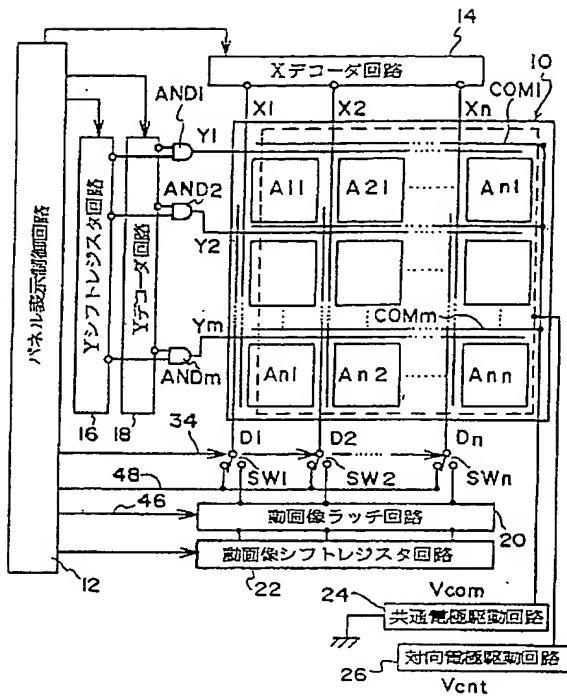 14
Xデコーダ回路
10
X1 X2 Xn COM1
AND1
Y1
A11 A21 ...... An1
AND2
Y2
パネル表示制御回路
Yシフトレジスタ回路
Yデコーダ回路
COMm
Ym
ANDm
An1 An2 ...... Ann
16 18
34
D1 D2 Dn
48
SW1 SW2 SWn
46
動画像ラッチ回路
20
動画像シフトレジスタ回路
12
22
Vcom
24
共通電極駆動回路
対向電極駆動回路
26
Vcnt